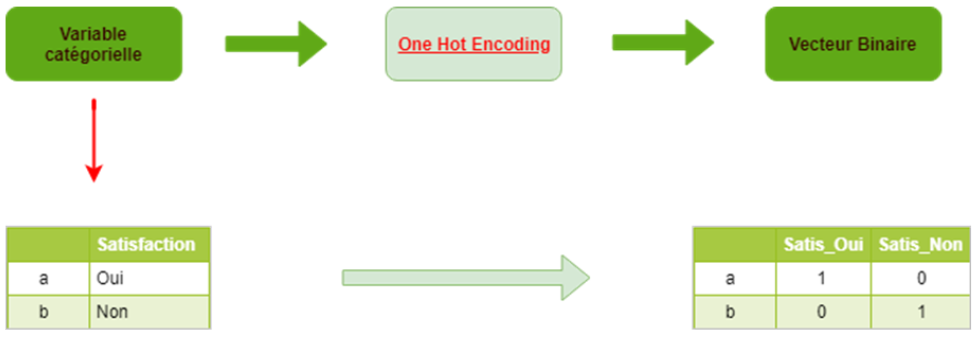 Variable
catégorielle
One Hot Encoding
Vecteur Binaire
Satisfaction
a Oui
b Non
Satis_Oui Satis_Non
a 1 0
b 0 1